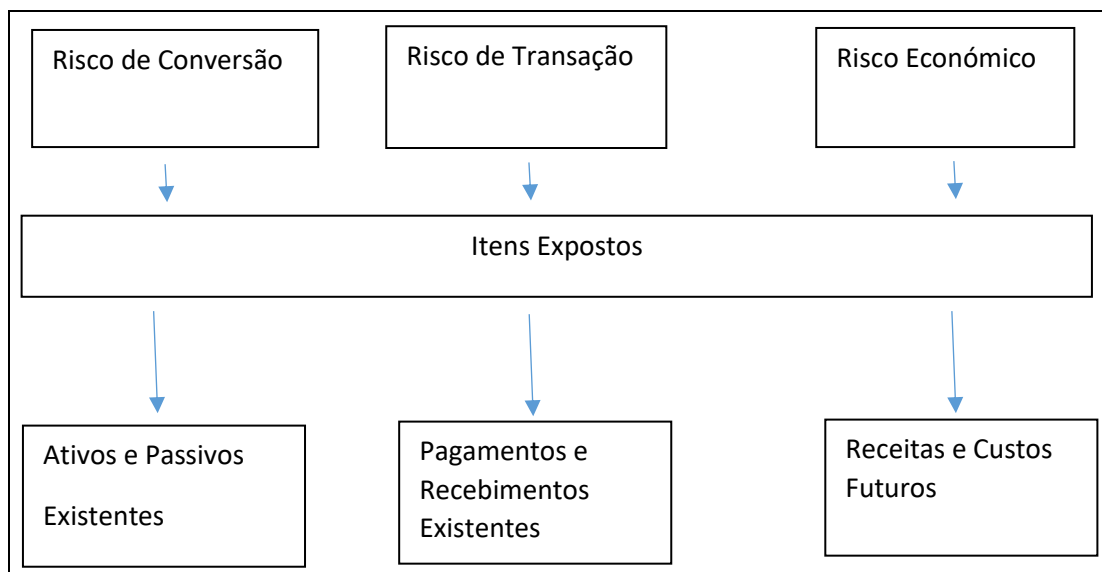 Risco de Conversão
Risco de Transação
Risco Económico
Itens Expostos
Ativos e Passivos
Existentes
Pagamentos e
Recebimentos
Existentes
Receitas e Custos
Futuros